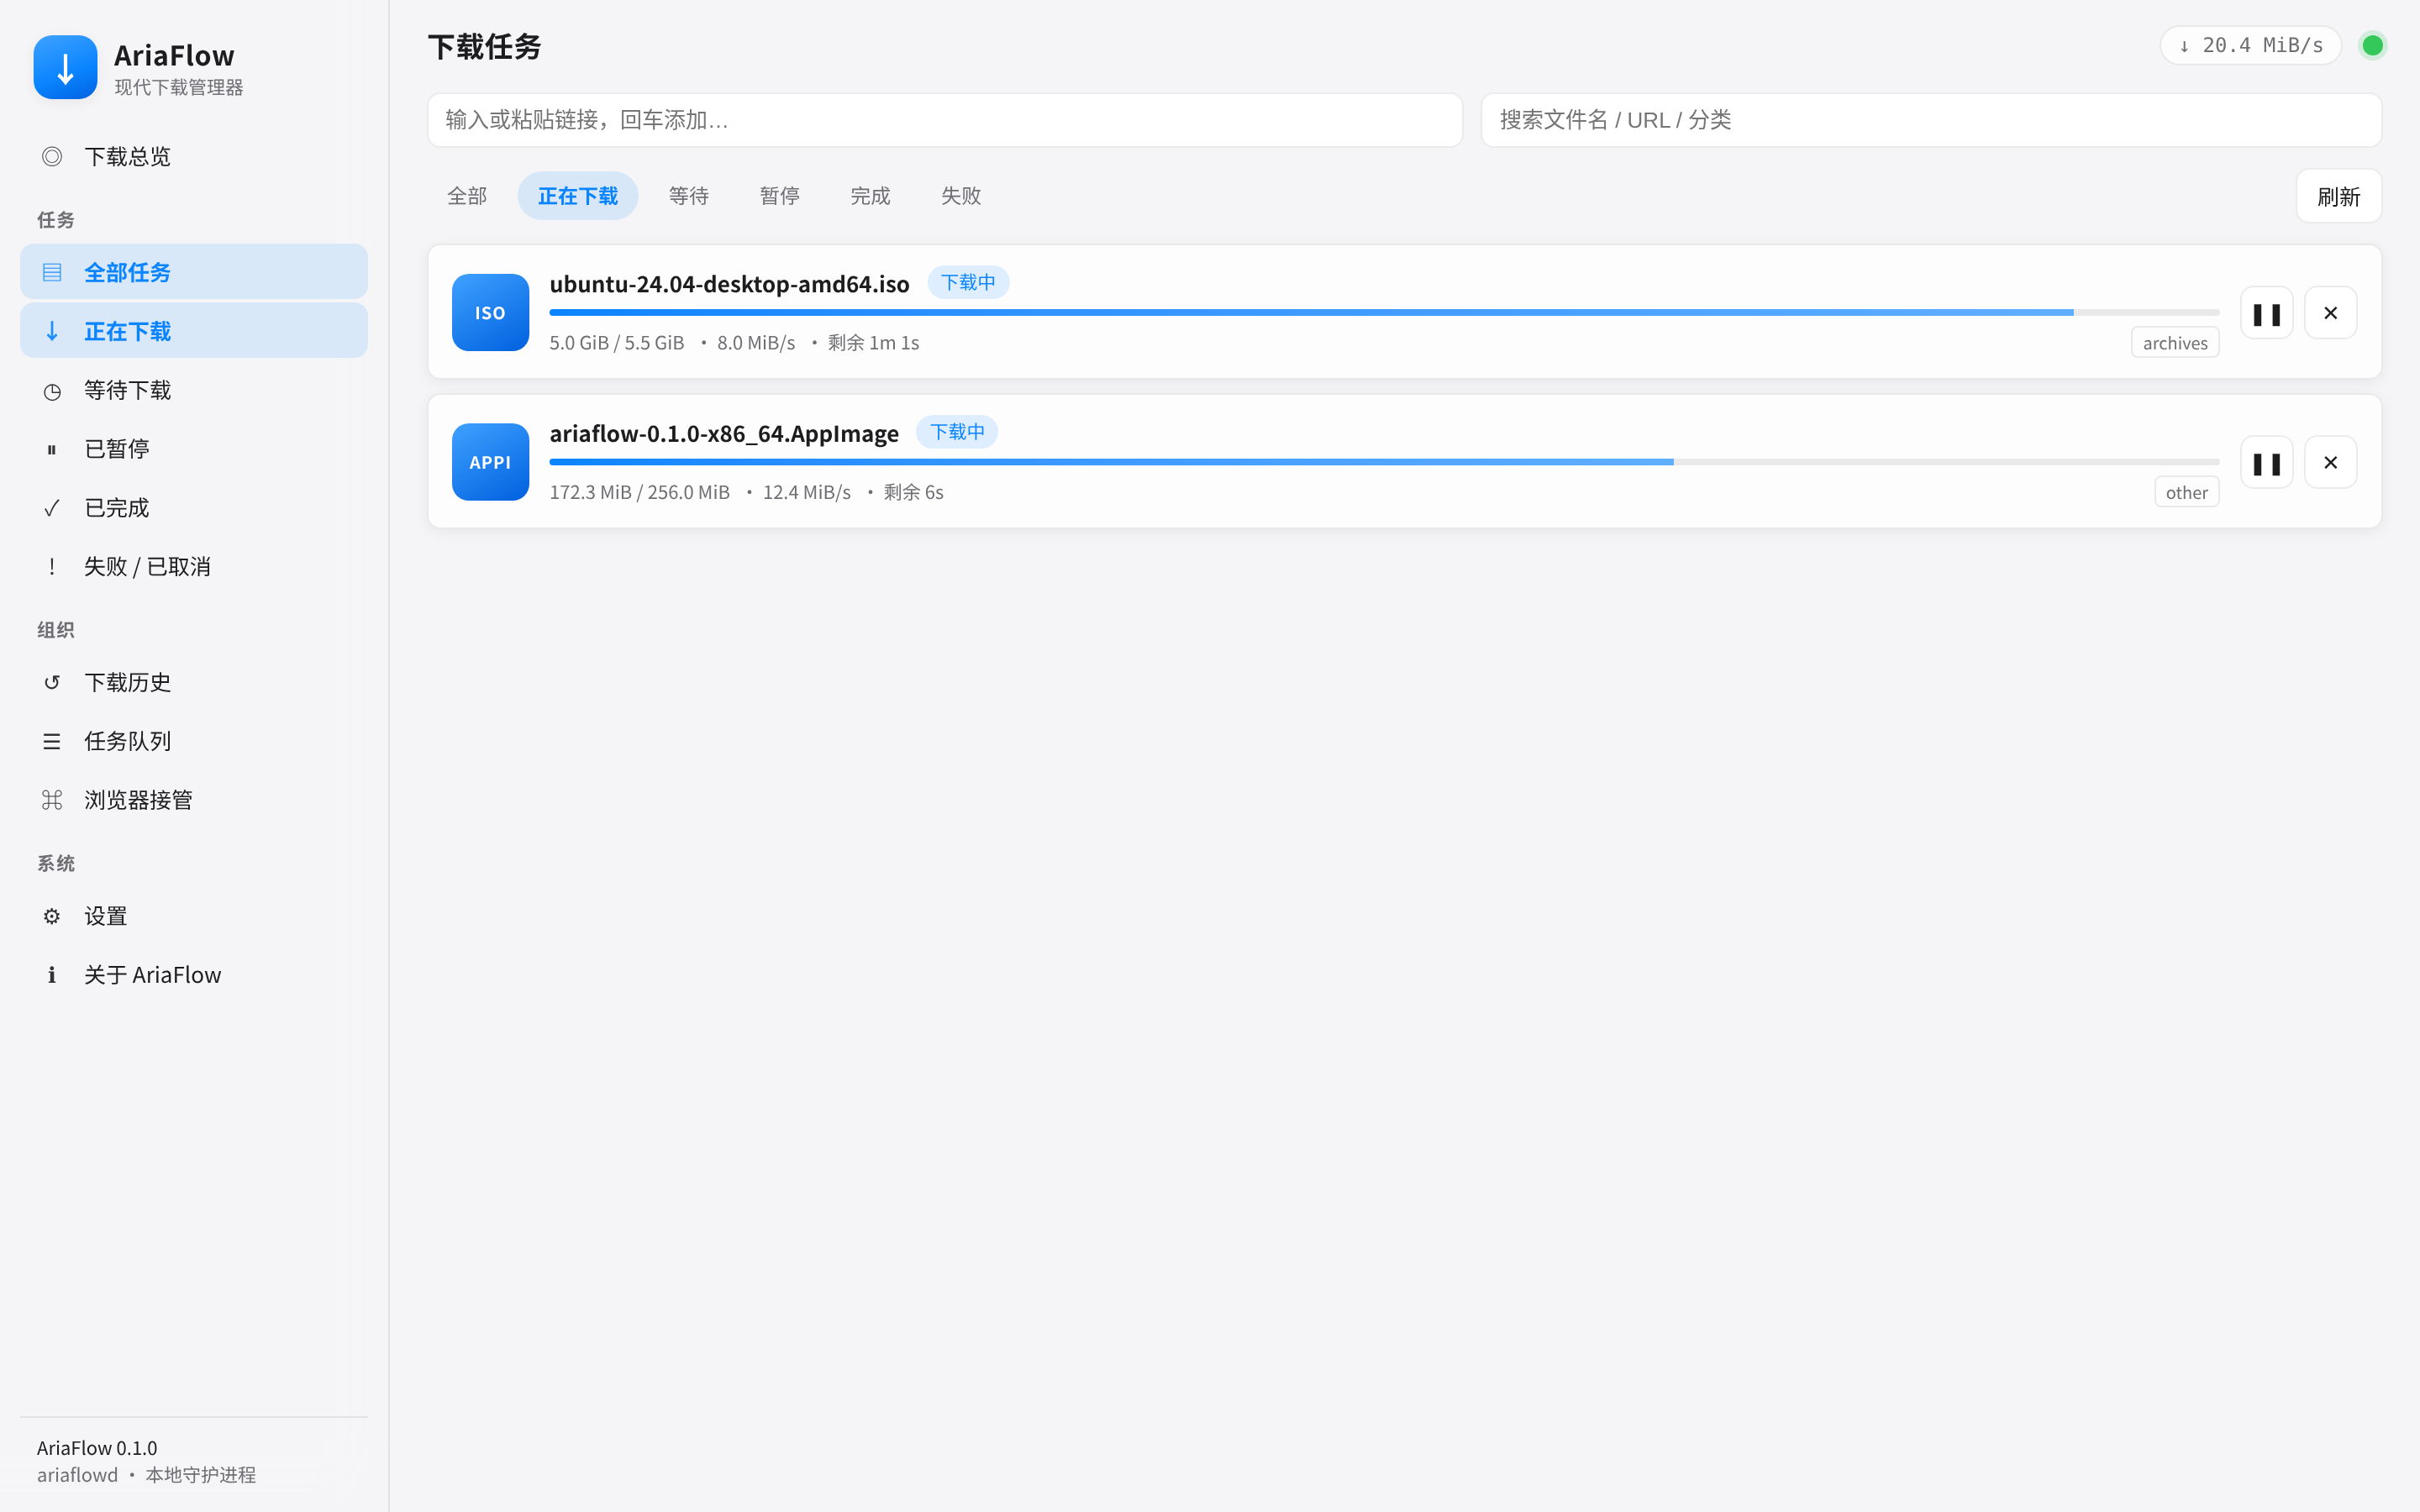 AriaFlow
现代下载管理器
下载总览
任务
全部任务
正在下载
等待下载
已暂停
已完成
失败 / 已取消
组织
下载历史
任务队列
浏览器接管
系统
设置
关于 AriaFlow
AriaFlow 0.1.0
ariaflowd • 本地守护进程
下载任务
↓ 20.4 MiB/s
输入或粘贴链接，回车添加…
搜索文件名 / URL / 分类
全部 正在下载 等待 暂停 完成 失败
刷新
ISO
ubuntu-24.04-desktop-amd64.iso 下载中
5.0 GiB / 5.5 GiB • 8.0 MiB/s • 剩余 1m 1s
archives
APPI
ariaflow-0.1.0-x86_64.AppImage 下载中
172.3 MiB / 256.0 MiB • 12.4 MiB/s • 剩余 6s
other